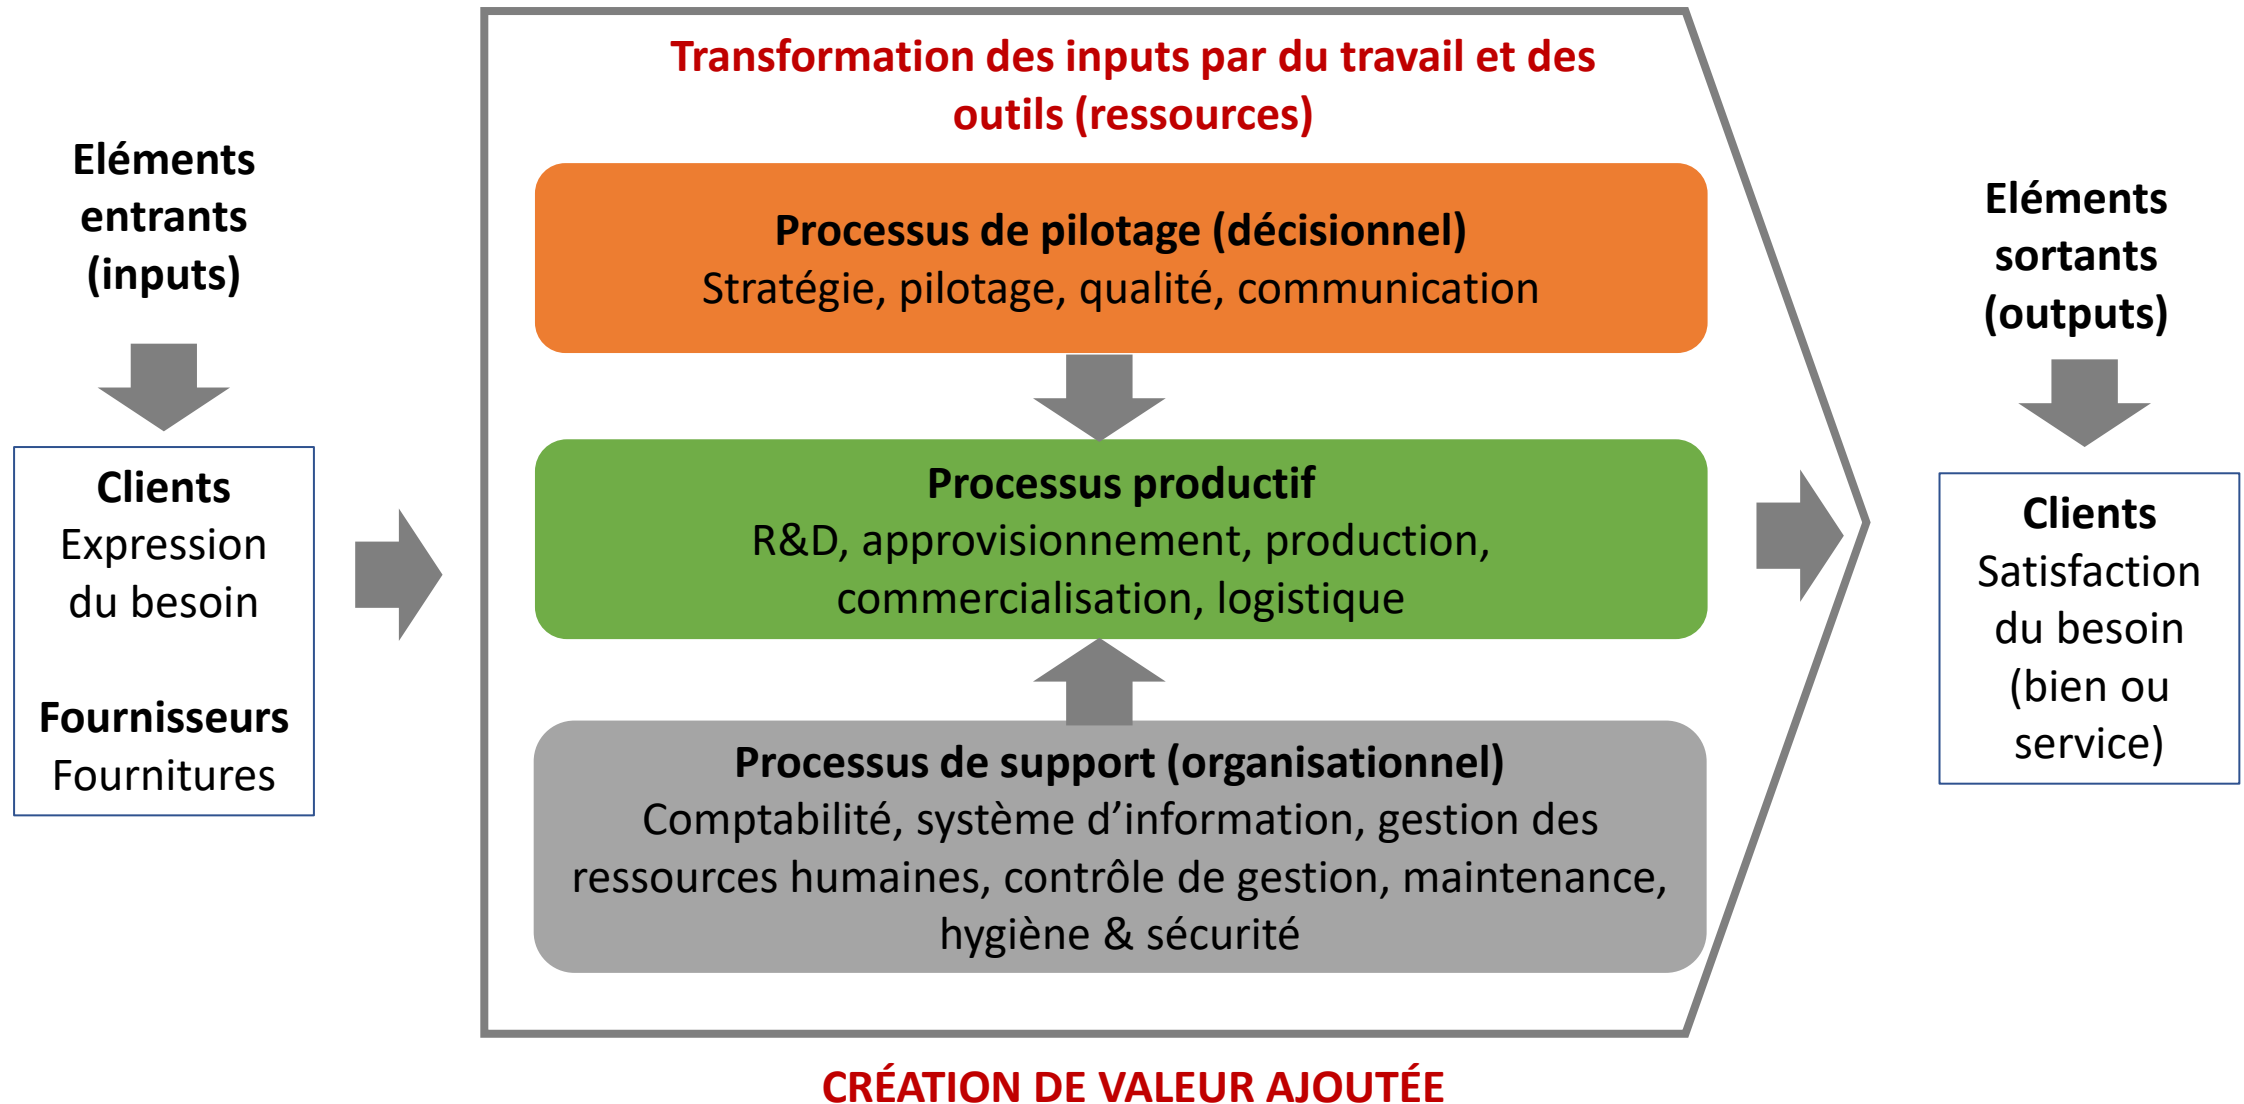 Transformation des inputs par du travail et des
outils (ressources)
Eléments
entrants
(inputs)
Clients
Expression
du besoin
Fournisseurs
Fournitures
Processus de pilotage (décisionnel)
Stratégie, pilotage, qualité, communication
Processus productif
R&D, approvisionnement, production,
commercialisation, logistique
Processus de support (organisationnel)
Comptabilité, système d’information, gestion des
ressources humaines, contrôle de gestion, maintenance,
hygiène & sécurité
Eléments
sortants
(outputs)
Clients
Satisfaction
du besoin
(bien ou
service)
CRÉATION DE VALEUR AJOUTÉE